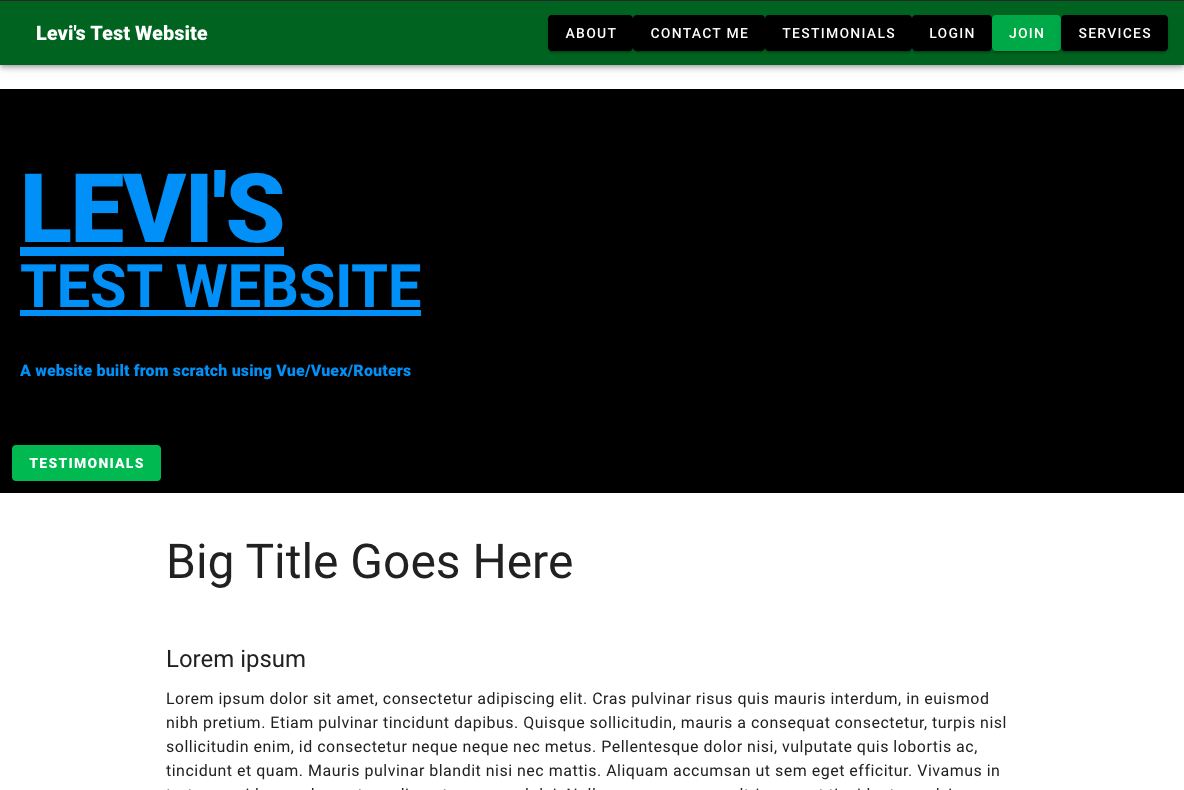 Levi's Test Website
ABOUT
CONTACT ME
TESTIMONIALS
LOGIN
JOIN
SERVICES
LEVI'S
TEST WEBSITE
A website built from scratch using Vue/Vuex/Routers
TESTIMONIALS
Big Title Goes Here
Lorem ipsum
Lorem ipsum dolor sit amet, consectetur adipiscing elit. Cras pulvinar risus quis mauris interdum, in euismod
nibh pretium. Etiam pulvinar tincidunt dapibus. Quisque sollicitudin, mauris a consequat consectetur, turpis nisl
sollicitudin enim, id consectetur neque neque nec metus. Pellentesque dolor nisi, vulputate quis lobortis ac,
tincidunt et quam. Mauris pulvinar blandit nisi nec mattis. Aliquam accumsan ut sem eget efficitur. Vivamus in